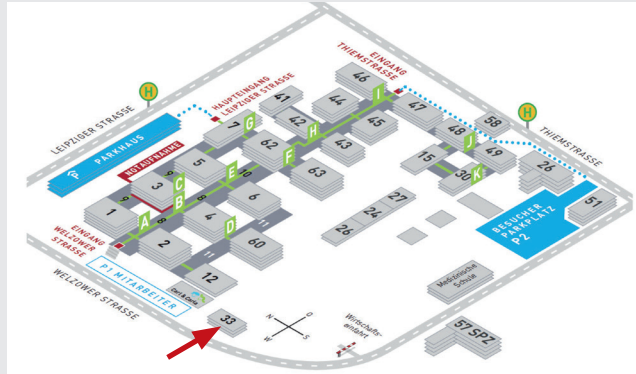 H
LEIPZIGER STRASSE
P
PARKHAUS
NOTAUFNAHME
HAUPTEINGANG
LEIPZIGER STRASSE
EINGANG
THIEMSTRASSE
H
THIEMSTRASSE
46
I
44
41
47
42
45
H
43
7
G
62
F
63
5
E
6
3
C
B
4
D
60
1
A
2
12
48
J
58
49
15
30
K
26
51
27
24
26
BESUCHER
PARKPLATZ
P2
EINGANG
WELZOWER
STRASSE
P1 MITARBEITER
WELZOWER STRASSE
33
N
O
W
S
Wirtschafts-
einfahrt
Medizinische
Schule
57 SPZ